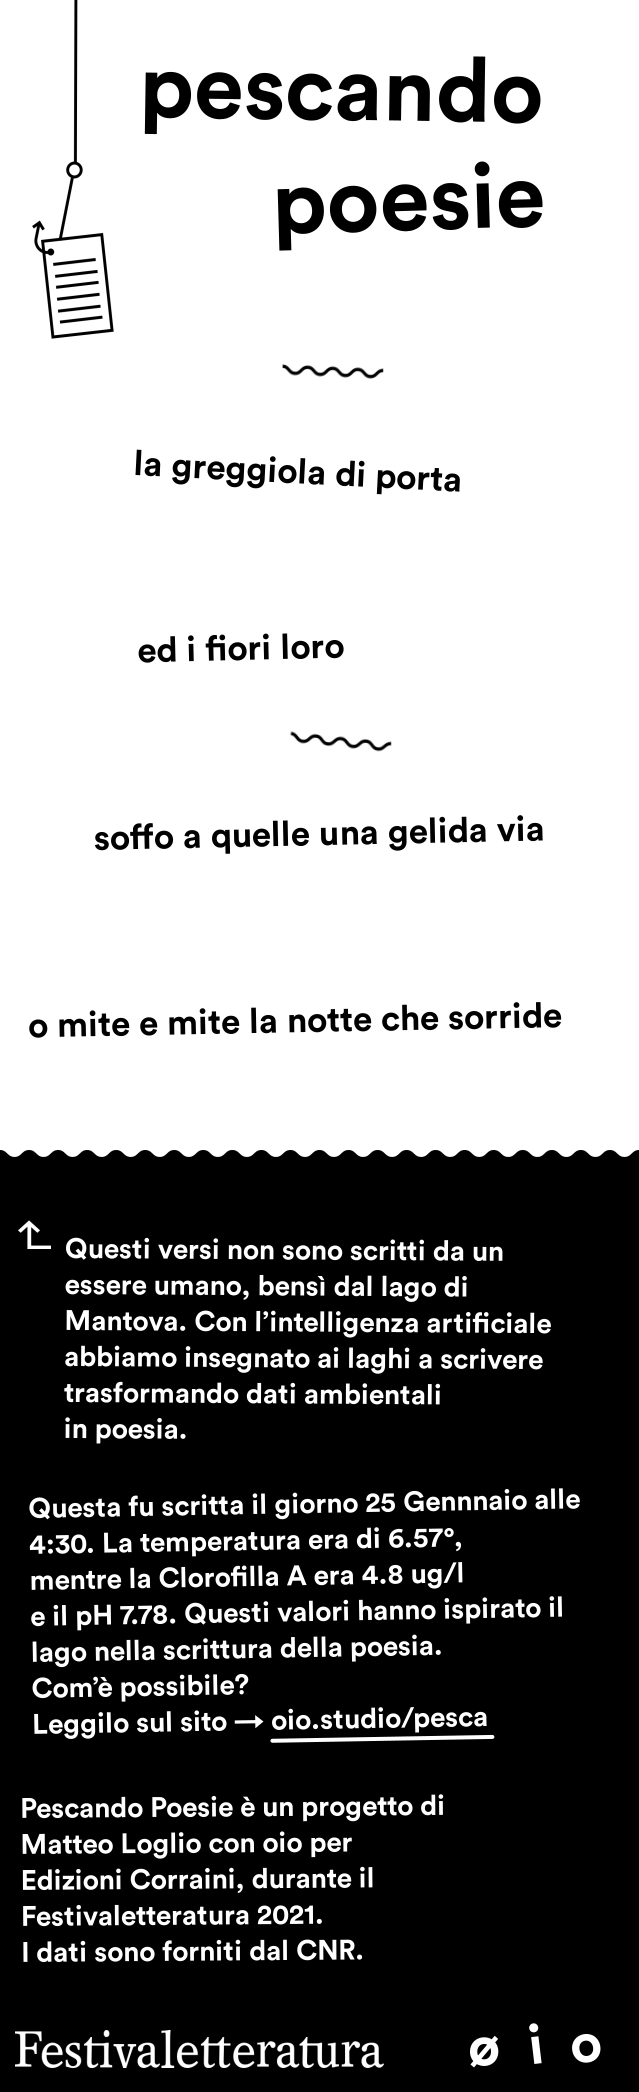 pescando
poesie
la greggiola di porta
ed i fiori loro
soffo a quelle una gelida via
o mite e mite la notte che sorride
Questi versi non sono scritti da un
essere umano, bensì dal lago di
Mantova. Con l’intelligenza artificiale
abbiamo insegnato ai laghi a scrivere
trasformando dati ambientali
in poesia.
Questa fu scritta il giorno 25 Gennnaio alle
4:30. La temperatura era di 6.57°,
mentre la Clorofilla A era 4.8 ug/l
e il pH 7.78. Questi valori hanno ispirato il
lago nella scrittura della poesia.
Com’è possibile?
Leggilo sul sito → oio.studio/pesca
Pescando Poesie è un progetto di
Matteo Loglio con oio per
Edizioni Corraini, durante il
Festivaletteratura 2021.
I dati sono forniti dal CNR.
Festivaletteratura ø i o